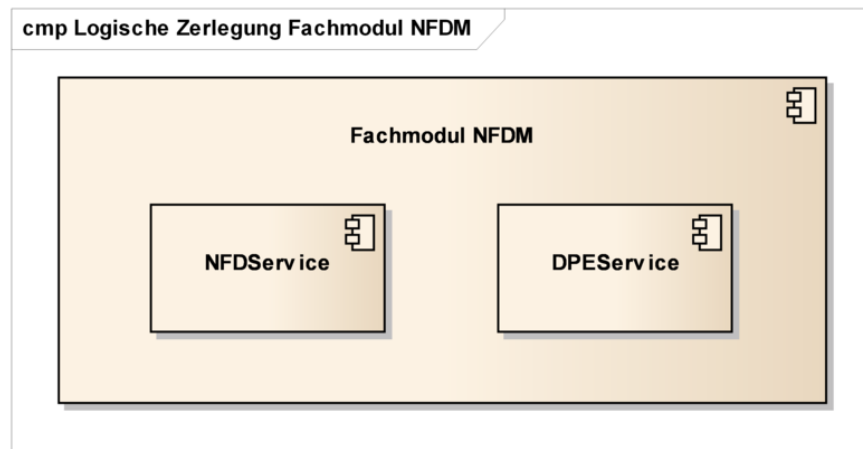 cmp Logische Zerlegung Fachmodul NFDM
Fachmodul NFDM
NFDService
DPEService